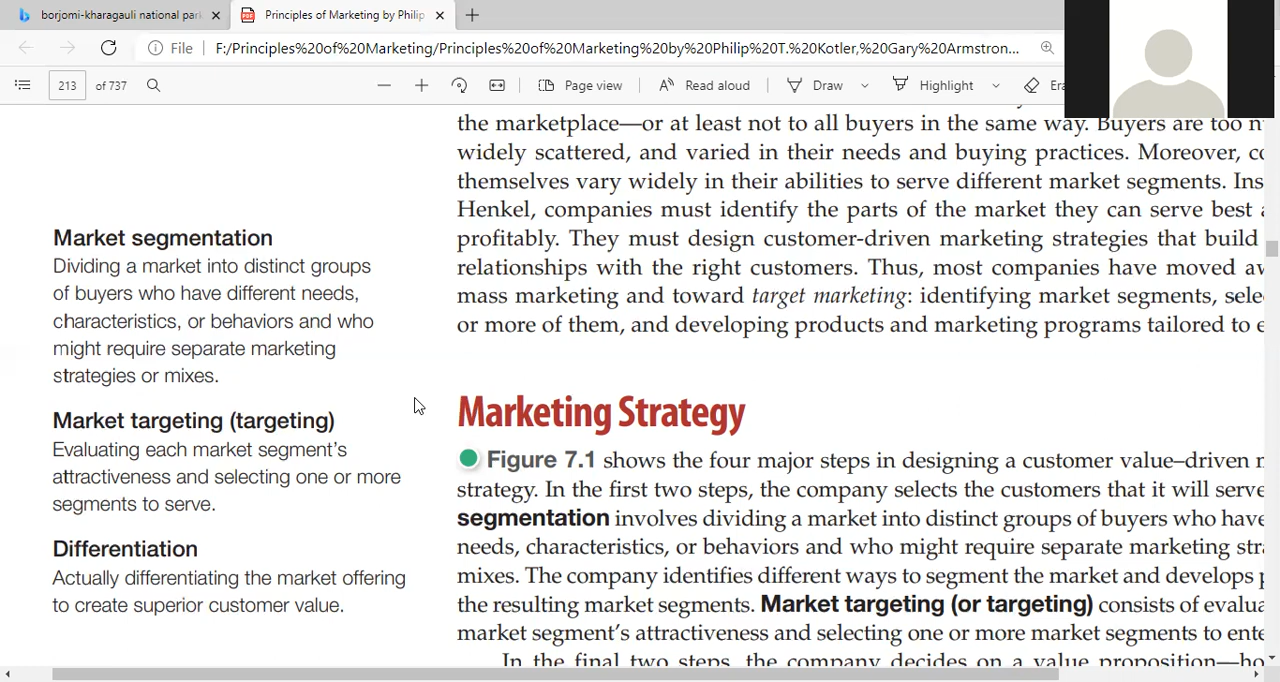 borjomi-kharagauli national par
Principles of Marketing by Philip
File
F:/Principles%20of%20Marketing/Principles%20of%20Marketing%20by%20Philip%20T.%20Kotler,%20Gary%20Armstron...
213 of 737
Page view
Read aloud
Draw
Highlight
the marketplace—or at least not to all buyers in the same way. Buyers are too
widely scattered, and varied in their needs and buying practices. Moreover,
themselves vary widely in their abilities to serve different market segments.
Henkel, companies must identify the parts of the market they can serve best
profitably. They must design customer-driven marketing strategies that build
relationships with the right customers. Thus, most companies have moved
mass marketing and toward target marketing: identifying market segments,
or more of them, and developing products and marketing programs tailored to
Market segmentation
Dividing a market into distinct groups
of buyers who have different needs,
characteristics, or behaviors and who
might require separate marketing
strategies or mixes.
Market targeting (targeting)
Evaluating each market segment's
attractiveness and selecting one or more
segments to serve.
Differentiation
Actually differentiating the market offering
to create superior customer value.
Marketing Strategy
Figure 7.1 shows the four major steps in designing a customer value–driven
strategy. In the first two steps, the company selects the customers that it will serve
segmentation involves dividing a market into distinct groups of buyers who have
needs, characteristics, or behaviors and who might require separate marketing
mixes. The company identifies different ways to segment the market and develops
the resulting market segments. Market targeting (or targeting) consists of
market segment's attractiveness and selecting one or more market segments to
In the final two steps, the company decides on a value proposition—